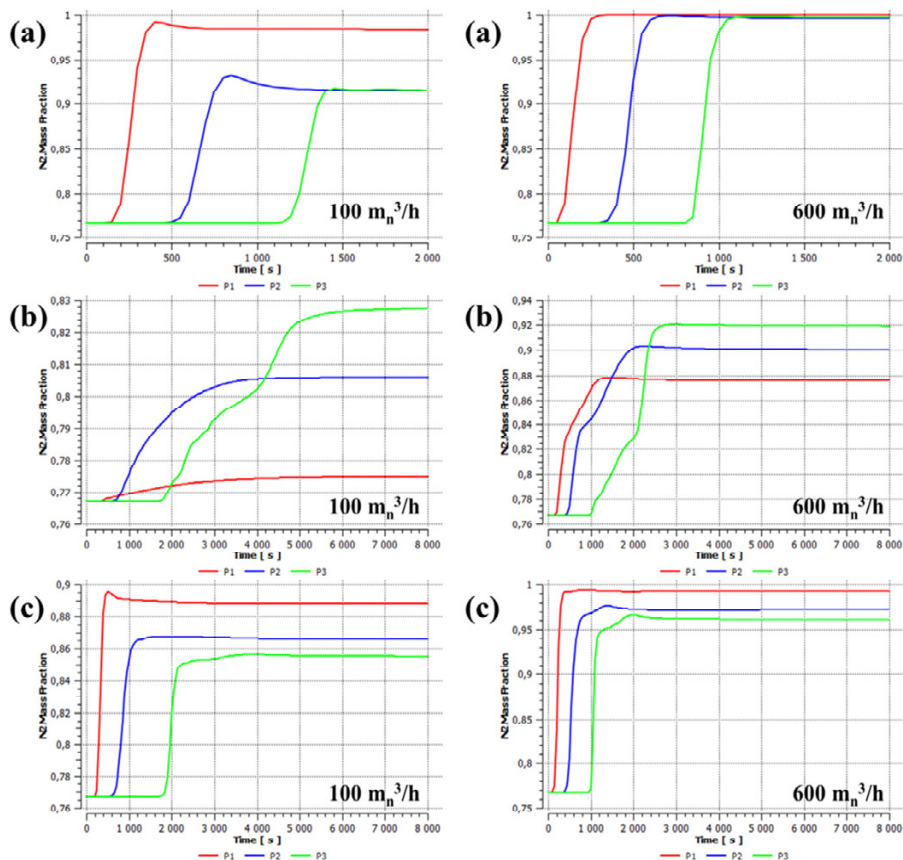 (a)
N2.Mass Fraction
1
0,95
0,9
0,85
0,8
0,75
100 mn³/h
0 500 1 000 1 500 2 000
Time [ s ]
P1 P2 P3
(a)
N2.Mass Fraction
1
0,95
0,9
0,85
0,8
0,75
600 mn³/h
0 500 1 000 1 500 2 000
Time [ s ]
P1 P2 P3
(b)
N2.Mass Fraction
0,83
0,82
0,81
0,8
0,79
0,78
0,77
0,76
100 mn³/h
0 1 000 2 000 3 000 4 000 5 000 6 000 7 000 8 000
Time [ s ]
P1 P2 P3
(b)
N2.Mass Fraction
0,94
0,92
0,9
0,88
0,86
0,84
0,82
0,8
0,78
0,76
600 mn³/h
0 1 000 2 000 3 000 4 000 5 000 6 000 7 000 8 000
Time [ s ]
P1 P2 P3
(c)
N2.Mass Fraction
0,9
0,88
0,86
0,84
0,82
0,8
0,78
0,76
100 mn³/h
0 1 000 2 000 3 000 4 000 5 000 6 000 7 000 8 000
Time [ s ]
P1 P2 P3
(c)
N2.Mass Fraction
1
0,95
0,9
0,85
0,8
0,75
600 mn³/h
0 1 000 2 000 3 000 4 000 5 000 6 000 7 000 8 000
Time [ s ]
P1 P2 P3